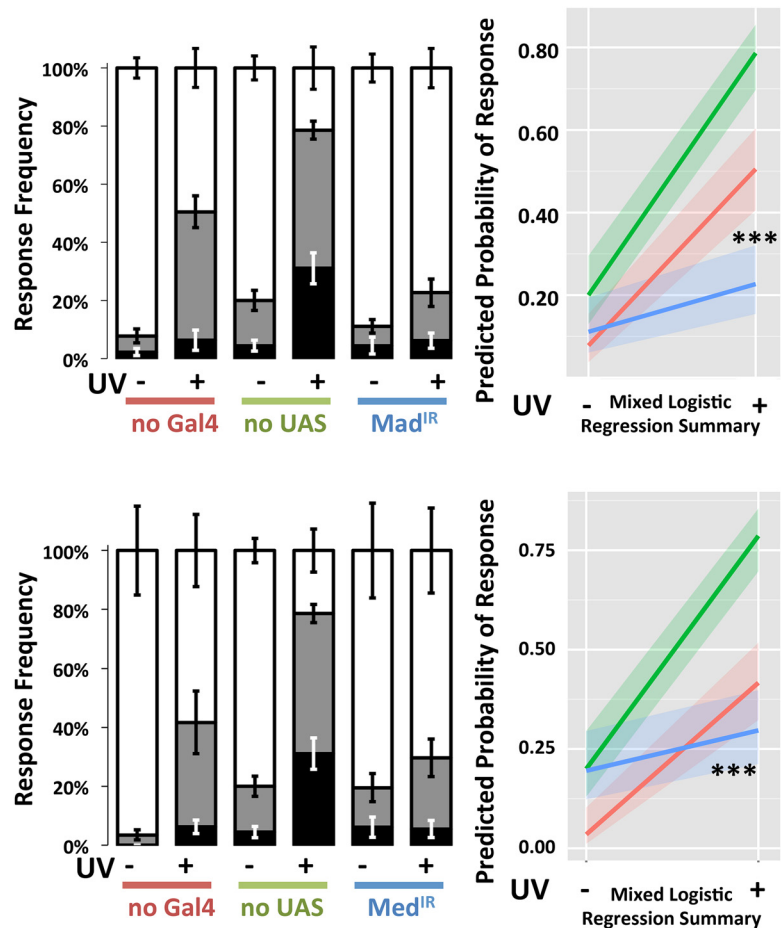 Response Frequency
100%
80%
60%
40%
20%
0%
UV - + - + - +
no Gal4 no UAS Mad^IR
Predicted Probability of Response
0.80
0.60
0.40
0.20
***
UV - Mixed Logistic +
Regression Summary
Response Frequency
100%
80%
60%
40%
20%
0%
UV - + - + - +
no Gal4 no UAS Med^IR
Predicted Probability of Response
0.75
0.50
0.25
0.00
***
UV - Mixed Logistic +
Regression Summary